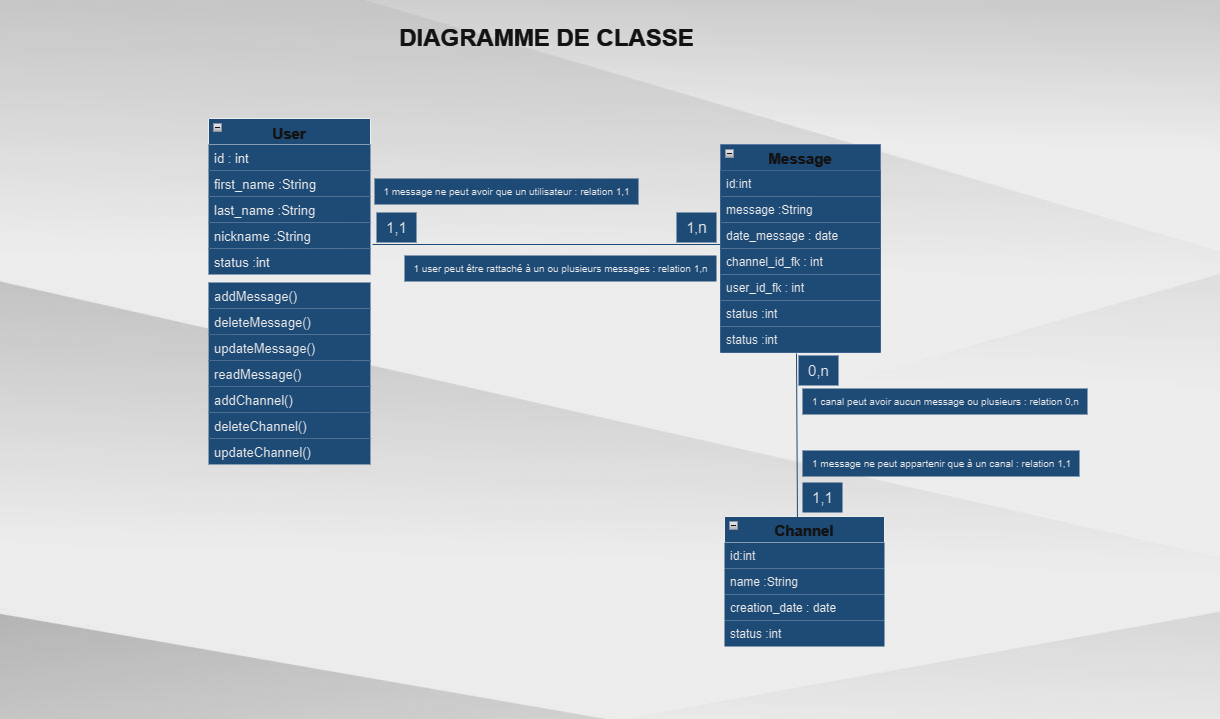 DIAGRAMME DE CLASSE
User
id : int
first_name :String
last_name :String
nickname :String
status :int
addMessage()
deleteMessage()
updateMessage()
readMessage()
addChannel()
deleteChannel()
updateChannel()
1 message ne peut avoir que un utilisateur : relation 1,1
1,1
1,n
1 user peut être rattaché à un ou plusieurs messages : relation 1,n
Message
id:int
message :String
date_message : date
channel_id_fk : int
user_id_fk : int
status :int
status :int
0,n
1 canal peut avoir aucun message ou plusieurs : relation 0,n
1 message ne peut appartenir que à un canal : relation 1,1
1,1
Channel
id:int
name :String
creation_date : date
status :int